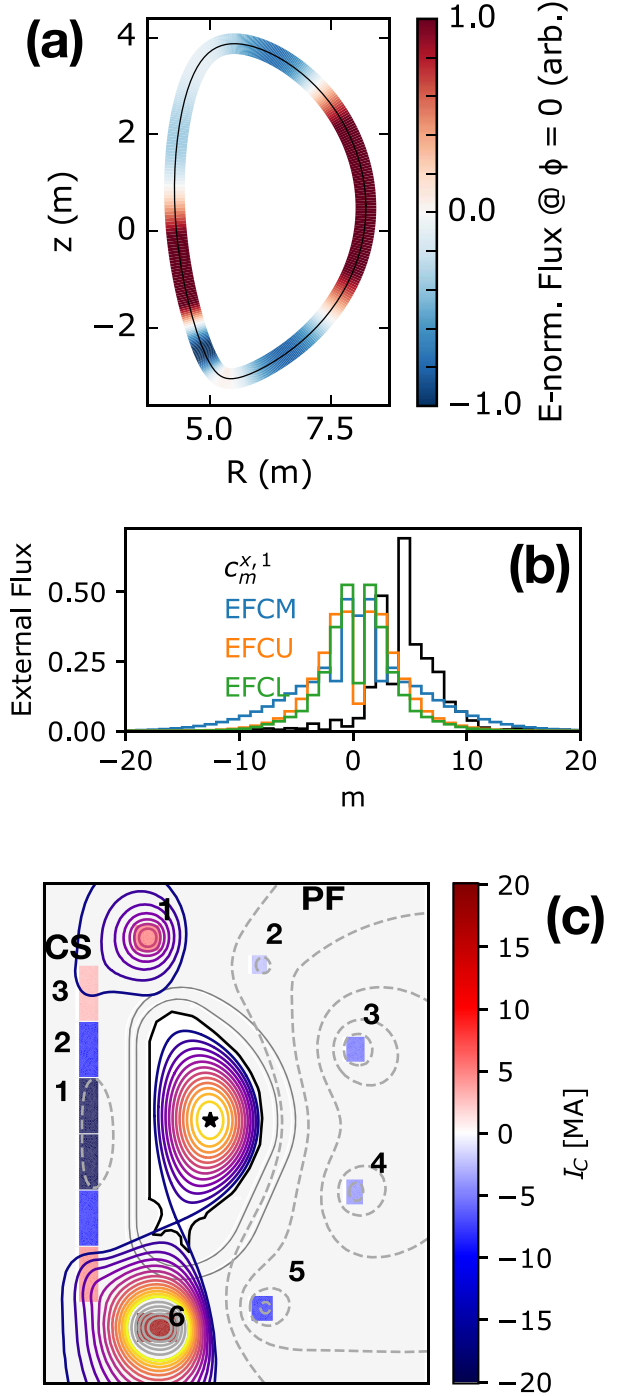 (a)
4
2
0
−2
z (m)
5.0
7.5
R (m)
1.0
0.0
−1.0
E-norm. Flux @ ϕ = 0 (arb.)
(b)
External Flux
0.50
0.25
0.00
c_m^{x, 1}
EFCM
EFCU
EFCL
−20
−10
0
10
20
m
(c)
PF
CS
1
2
3
4
5
6
3
2
1
20
15
10
5
0
−5
−10
−15
−20
I_C [MA]